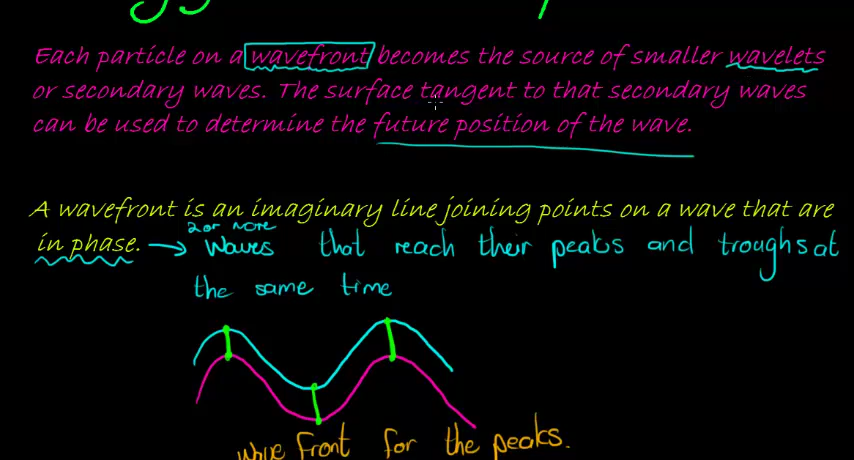 Each particle on a wavefront becomes the source of smaller wavelets
or secondary waves. The surface tangent to that secondary waves
can be used to determine the future position of the wave.
A wavefront is an imaginary line joining points on a wave that are
in phase. → 2 or more waves that reach their peaks and troughs at
the same time
wave front for the peaks.